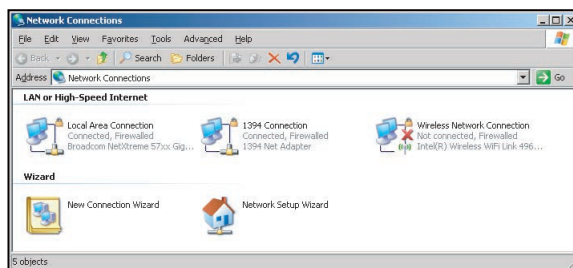 Network Connections
File Edit View Favorites Tools Advanced Help
Back Search Folders
Address Network Connections Go
LAN or High-Speed Internet
Local Area Connection
Connected, Firewalled
Broadcom NetXtreme 57xx Gig...
1394 Connection
Connected, Firewalled
1394 Net Adapter
Wireless Network Connection
Not connected, Firewalled
Intel(R) Wireless WiFi Link 496...
Wizard
New Connection Wizard
Network Setup Wizard
5 objects